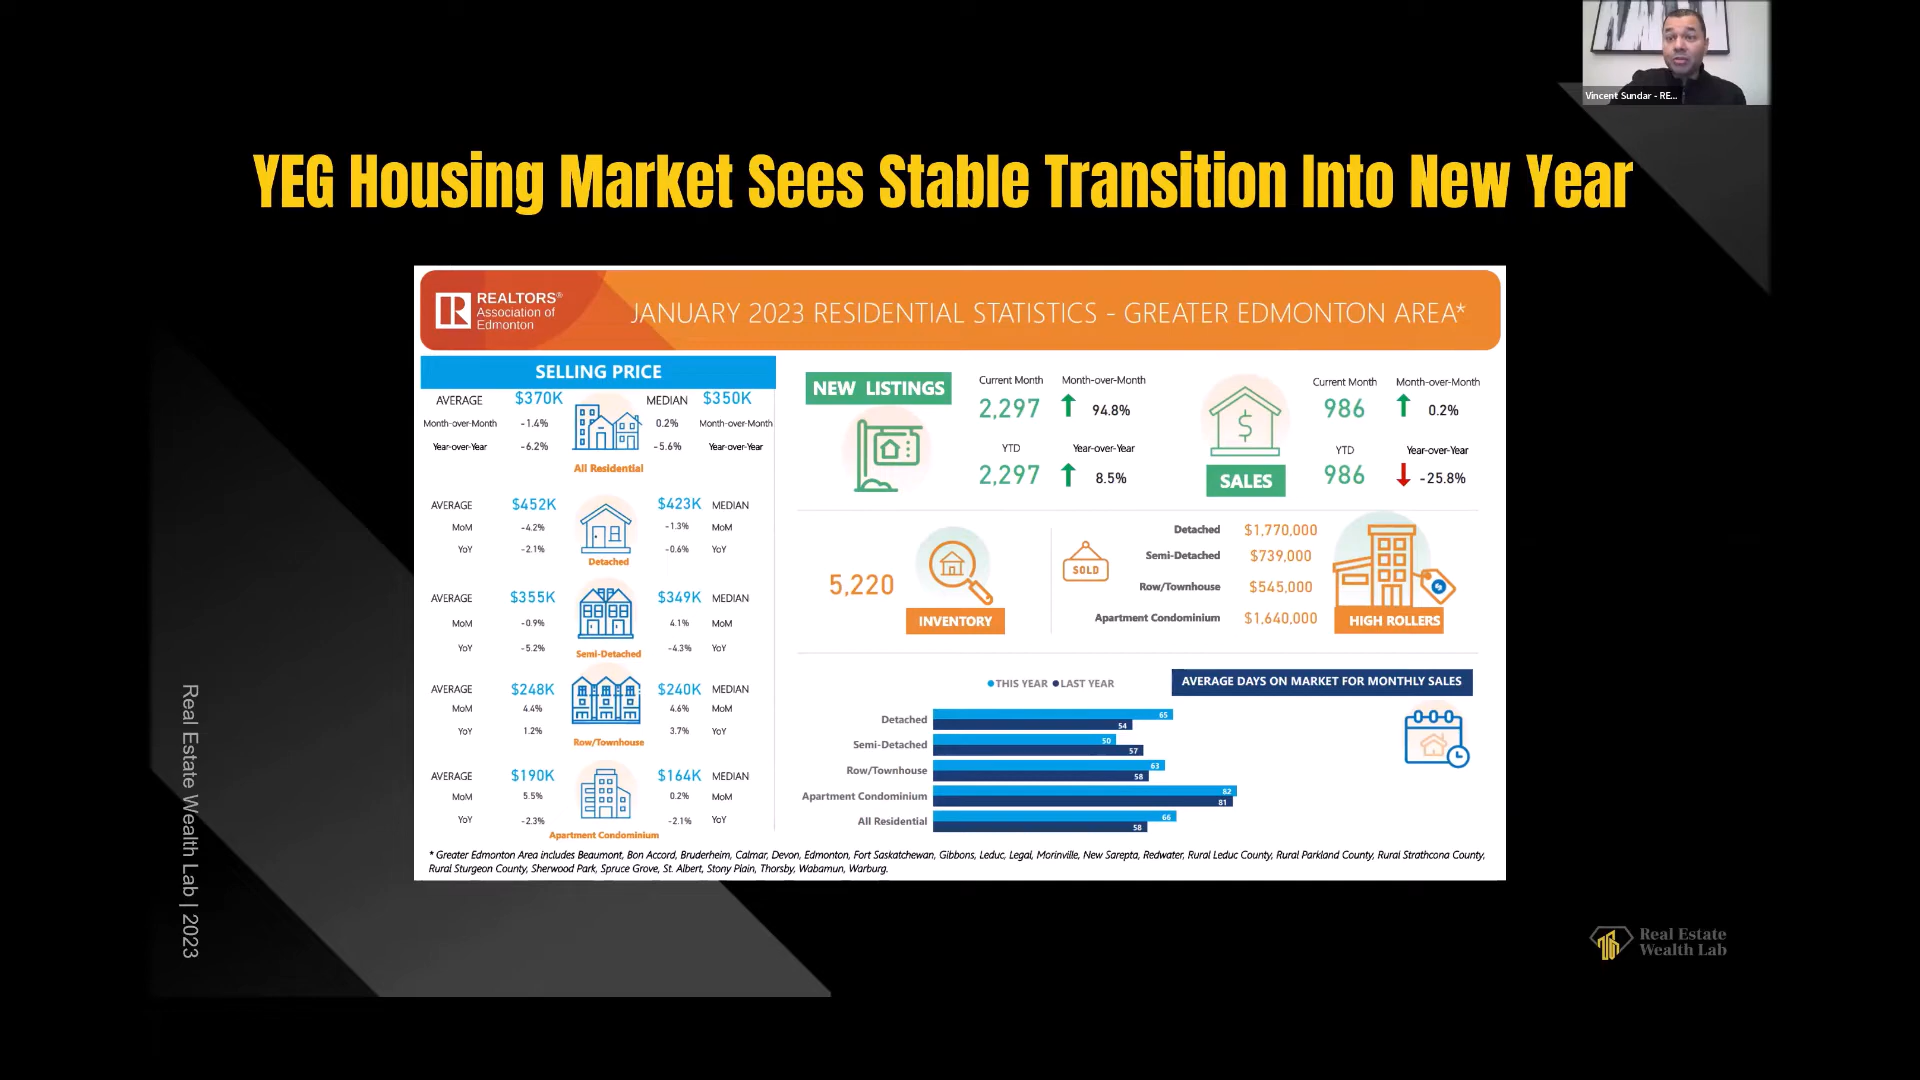 Vincent Sundar - RE...
YEG Housing Market Sees Stable Transition Into New Year
REALTORS®
Association of
Edmonton
JANUARY 2023 RESIDENTIAL STATISTICS - GREATER EDMONTON AREA*
SELLING PRICE
AVERAGE $370K MEDIAN $350K
Month-over-Month -1.4% 0.2% Month-over-Month
Year-over-Year -6.2% -5.6% Year-over-Year
All Residential
AVERAGE $452K $423K MEDIAN
MoM -4.2% -1.3% MoM
YoY -2.1% -0.6% YoY
Detached
AVERAGE $355K $349K MEDIAN
MoM -0.9% 4.1% MoM
YoY -5.2% -4.3% YoY
Semi-Detached
AVERAGE $248K $240K MEDIAN
MoM 4.4% 4.6% MoM
YoY 1.2% 3.7% YoY
Row/Townhouse
AVERAGE $190K $164K MEDIAN
MoM 5.5% 0.2% MoM
YoY -2.3% -2.1% YoY
Apartment Condominium
NEW LISTINGS
Current Month Month-over-Month
2,297 94.8%
YTD Year-over-Year
2,297 8.5%
$
SALES
Current Month Month-over-Month
986 0.2%
YTD Year-over-Year
986 -25.8%
5,220
INVENTORY
SOLD
Detached $1,770,000
Semi-Detached $739,000
Row/Townhouse $545,000
Apartment Condominium $1,640,000
HIGH ROLLERS
THIS YEAR LAST YEAR
AVERAGE DAYS ON MARKET FOR MONTHLY SALES
Detached 65
54
Semi-Detached 50
57
Row/Townhouse 63
58
Apartment Condominium 82
81
All Residential 66
58
* Greater Edmonton Area includes Beaumont, Bon Accord, Bruderheim, Calmar, Devon, Edmonton, Fort Saskatchewan, Gibbons, Leduc, Legal, Morinville, New Sarepta, Redwater, Rural Leduc County, Rural Parkland County, Rural Strathcona County,
Rural Sturgeon County, Sherwood Park, Spruce Grove, St. Albert, Stony Plain, Thorsby, Wabamun, Warburg.
Real Estate Wealth Lab | 2023
Real Estate
Wealth Lab